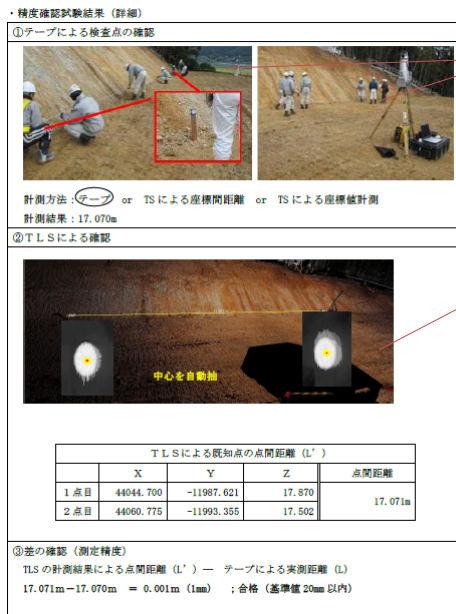 ・精度確認試験結果（詳細）
①テープによる検査点の確認
計測方法：テープ or TSによる座標間距離 or TSによる座標値計測
計測結果：17.070m
②TLSによる確認
中心を自動抽
TLSによる既知点の点間距離（L'）
X Y Z 点間距離
1点目 44044.700 -11987.621 17.870 17.071m
2点目 44060.775 -11993.355 17.502
③差の確認（測定精度）
TLSの計測結果による点間距離（L'）― テープによる実測距離（L）
17.071m－17.070m ＝ 0.001m（1mm） ；合格（基準値20mm以内）